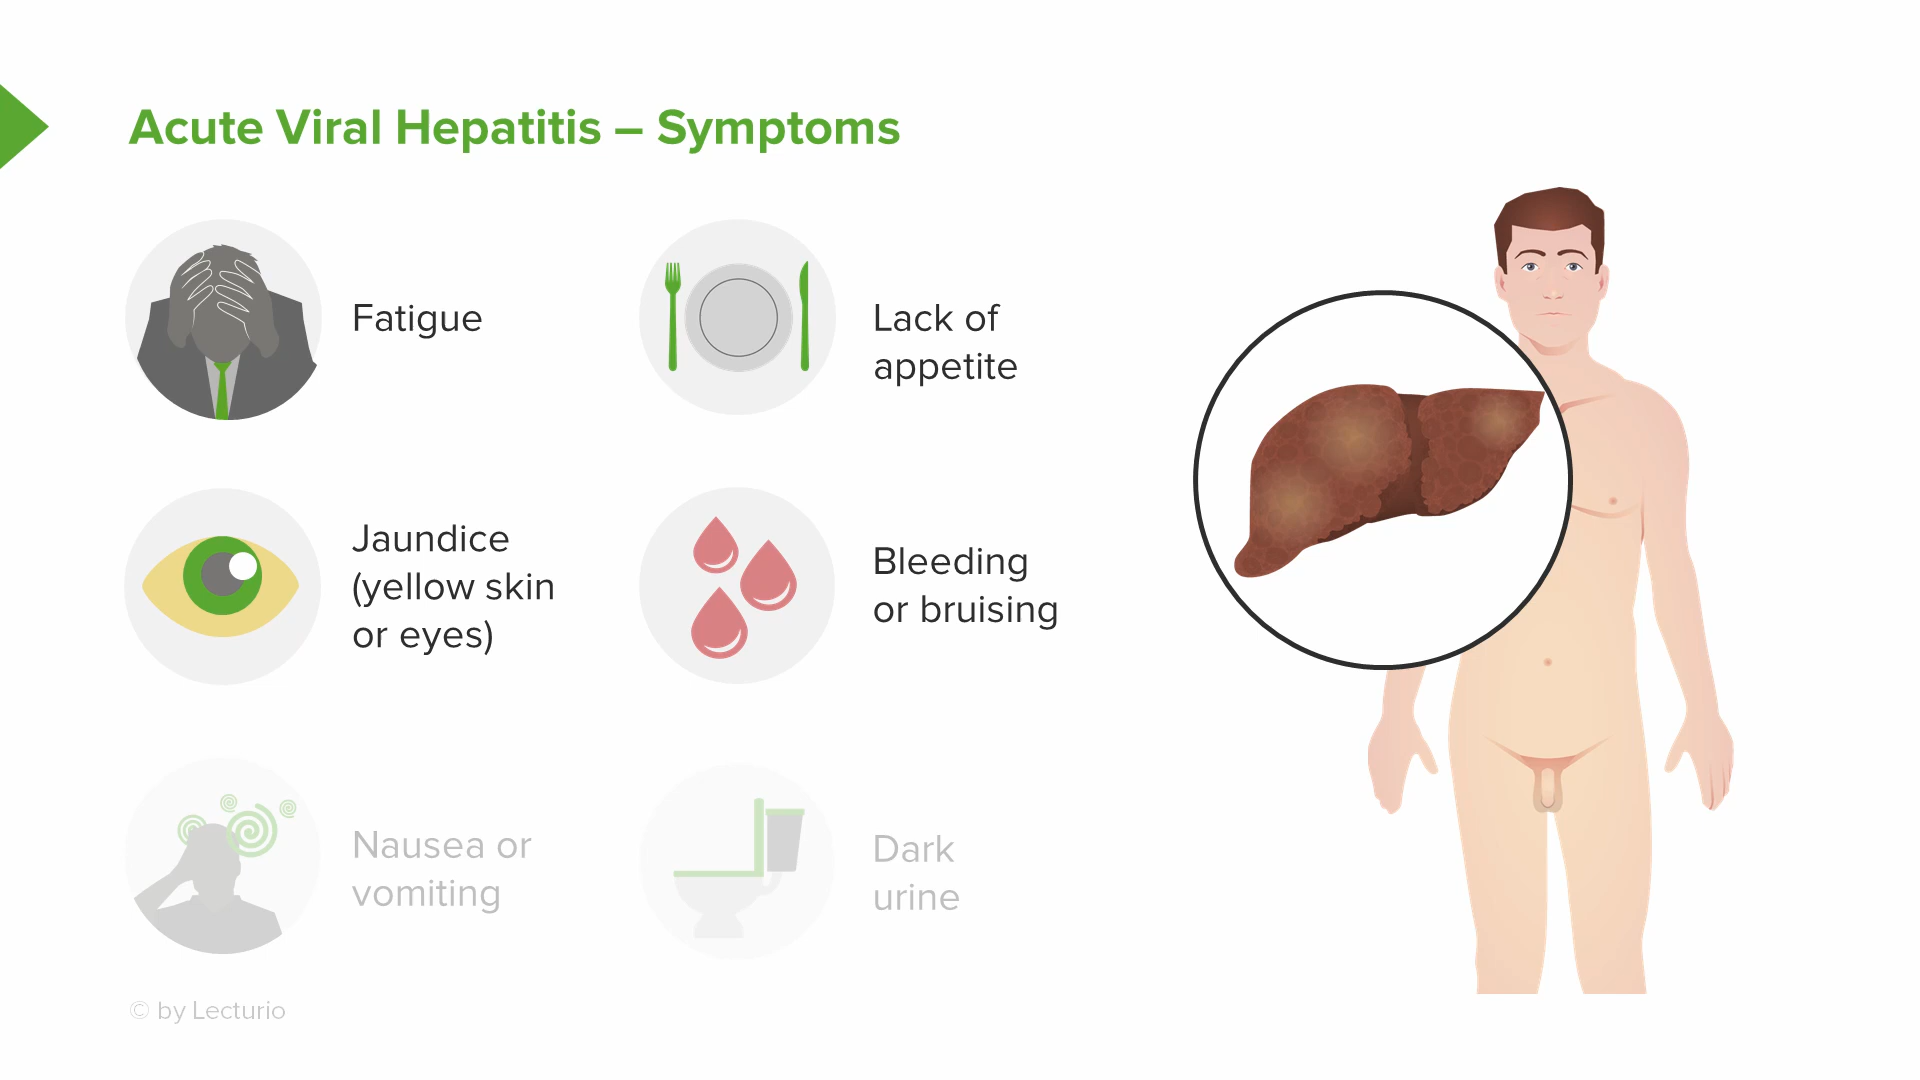 Acute Viral Hepatitis – Symptoms
Fatigue
Lack of
appetite
Jaundice
(yellow skin
or eyes)
Bleeding
or bruising
Nausea or
vomiting
Dark
urine
© by Lecturio